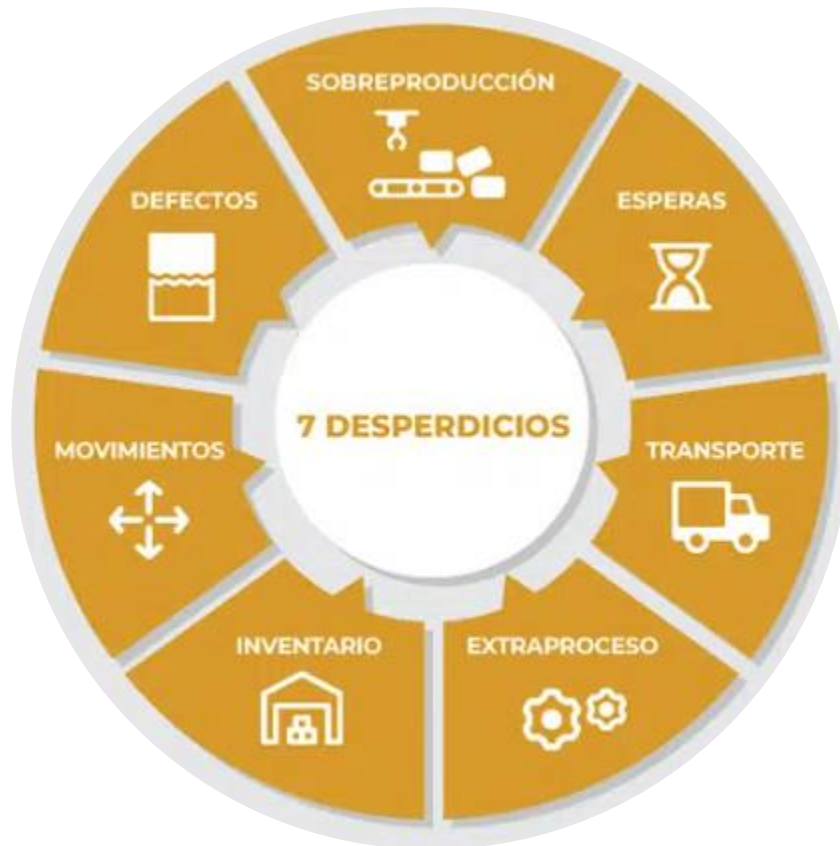 SOBREPRODUCCIÓN
ESPERAS
TRANSPORTE
EXTRAPROCESO
INVENTARIO
MOVIMIENTOS
DEFECTOS
7 DESPERDICIOS